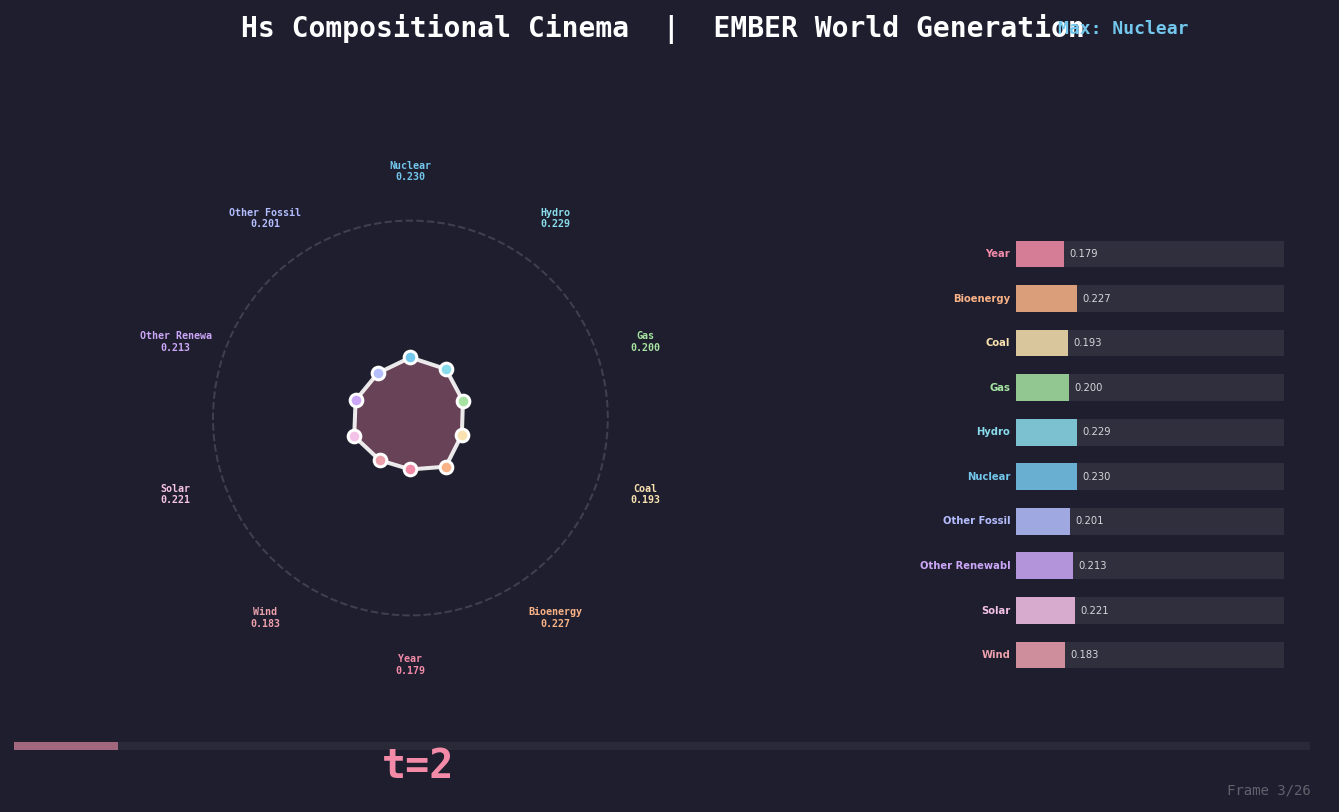 Hs Compositional Cinema | EMBER World Generation
Max: Nuclear
Nuclear
0.230
Other Fossil
0.201
Hydro
0.229
Other Renewa
0.213
Gas
0.200
Solar
0.221
Coal
0.193
Wind
0.183
Bioenergy
0.227
Year
0.179
Year 0.179
Bioenergy 0.227
Coal 0.193
Gas 0.200
Hydro 0.229
Nuclear 0.230
Other Fossil 0.201
Other Renewabl 0.213
Solar 0.221
Wind 0.183
t=2
Frame 3/26